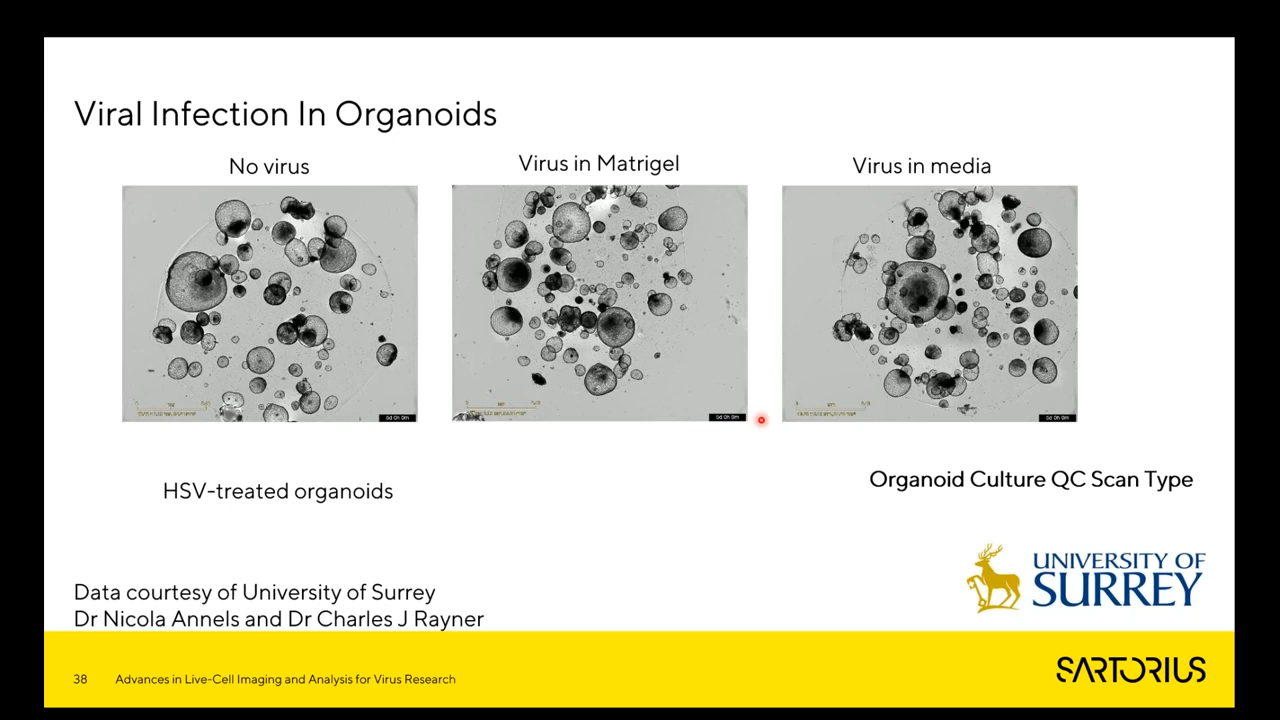 Viral Infection In Organoids
No virus
Virus in Matrigel
Virus in media
HSV-treated organoids
Organoid Culture QC Scan Type
UNIVERSITY OF
SURREY
Data courtesy of University of Surrey
Dr Nicola Annels and Dr Charles J Rayner
38 Advances in Live-Cell Imaging and Analysis for Virus Research
SARTORIUS